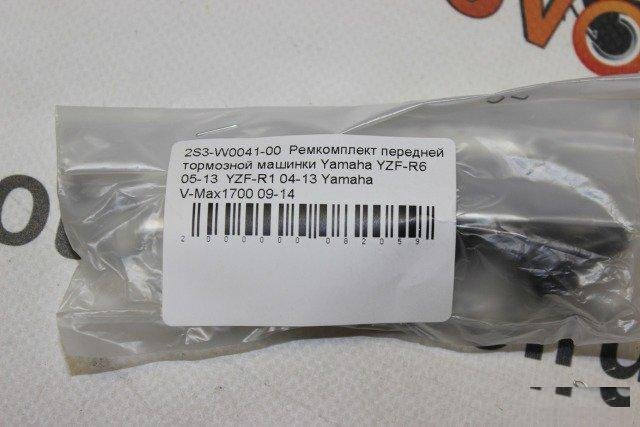 2S3-W0041-00 Ремкомплект передней
тормозной машинки Yamaha YZF-R6
05-13 YZF-R1 04-13 Yamaha
V-Max1700 09-14
2000000082059